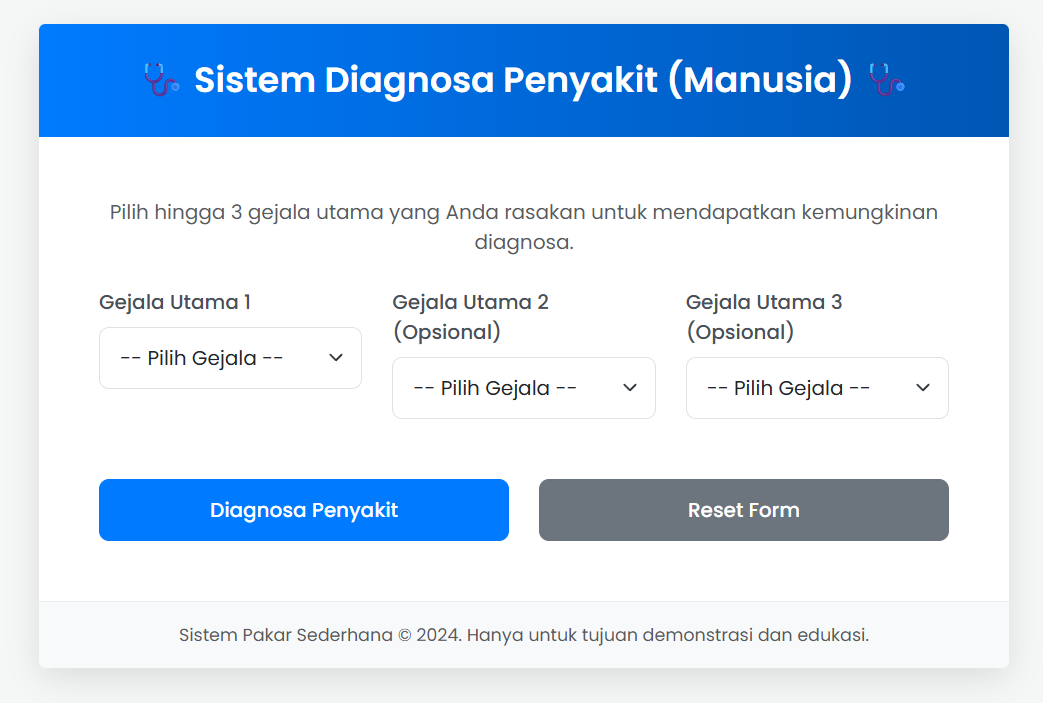 Sistem Diagnosa Penyakit (Manusia)
Pilih hingga 3 gejala utama yang Anda rasakan untuk mendapatkan kemungkinan
diagnosa.
Gejala Utama 1
-- Pilih Gejala --
Gejala Utama 2
(Opsional)
-- Pilih Gejala --
Gejala Utama 3
(Opsional)
-- Pilih Gejala --
Diagnosa Penyakit
Reset Form
Sistem Pakar Sederhana © 2024. Hanya untuk tujuan demonstrasi dan edukasi.